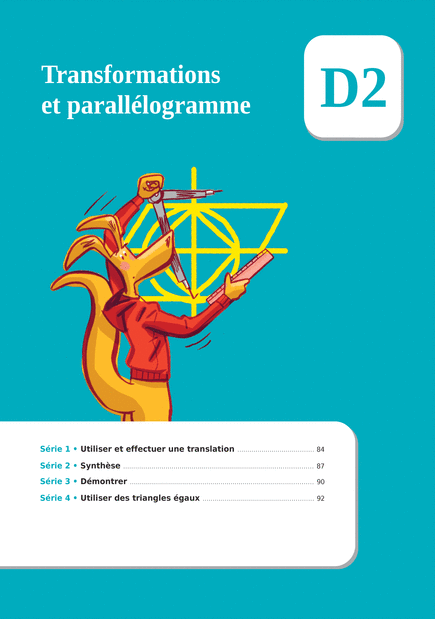 Transformations
et parallélogramme
D2
Série 1 • Utiliser et effectuer une translation ........ 84
Série 2 • Synthèse ........ 87
Série 3 • Démontrer ........ 90
Série 4 • Utiliser des triangles égaux ........ 92